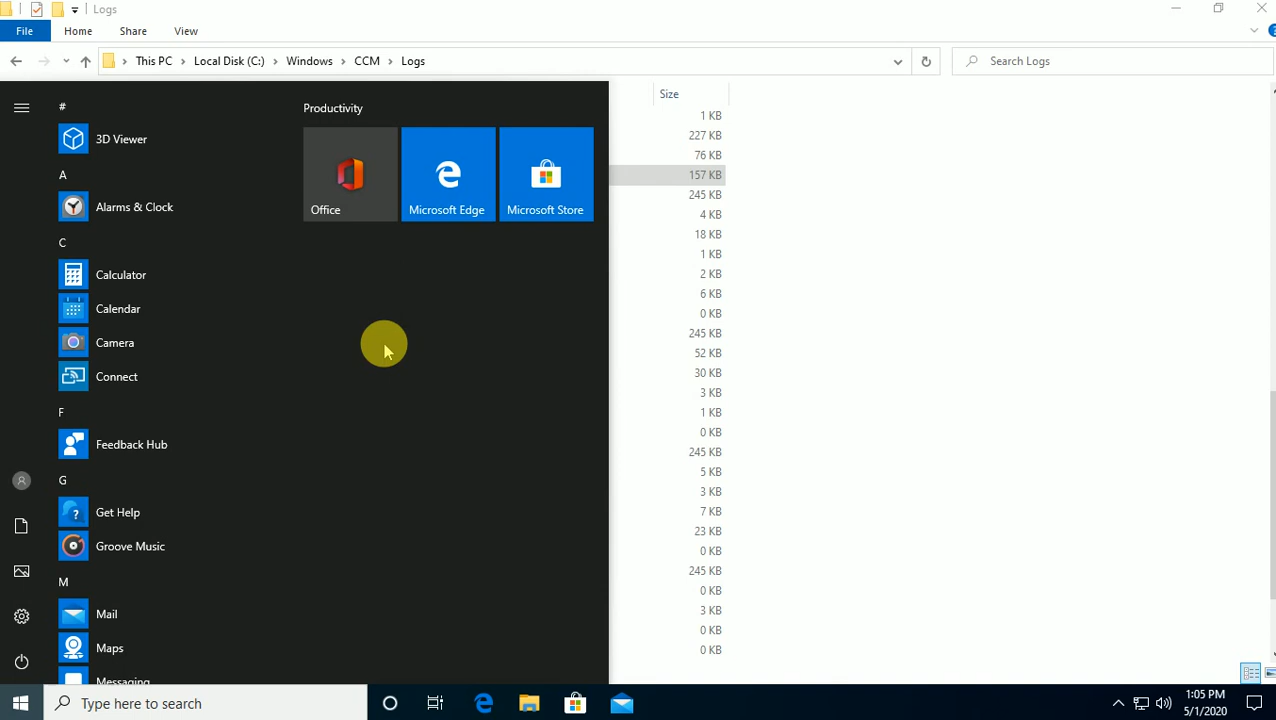 Logs
File Home Share View
This PC Local Disk (C:) Windows CCM Logs
Search Logs
#
3D Viewer
A
Alarms & Clock
C
Calculator
Calendar
Camera
Connect
F
Feedback Hub
G
Get Help
Groove Music
M
Mail
Maps
Messaging
Productivity
Office
Microsoft Edge
Microsoft Store
Size
1 KB
227 KB
76 KB
157 KB
245 KB
4 KB
18 KB
1 KB
2 KB
6 KB
0 KB
245 KB
52 KB
30 KB
3 KB
1 KB
0 KB
245 KB
5 KB
3 KB
7 KB
23 KB
0 KB
245 KB
0 KB
3 KB
0 KB
0 KB
Type here to search
1:05 PM
5/1/2020